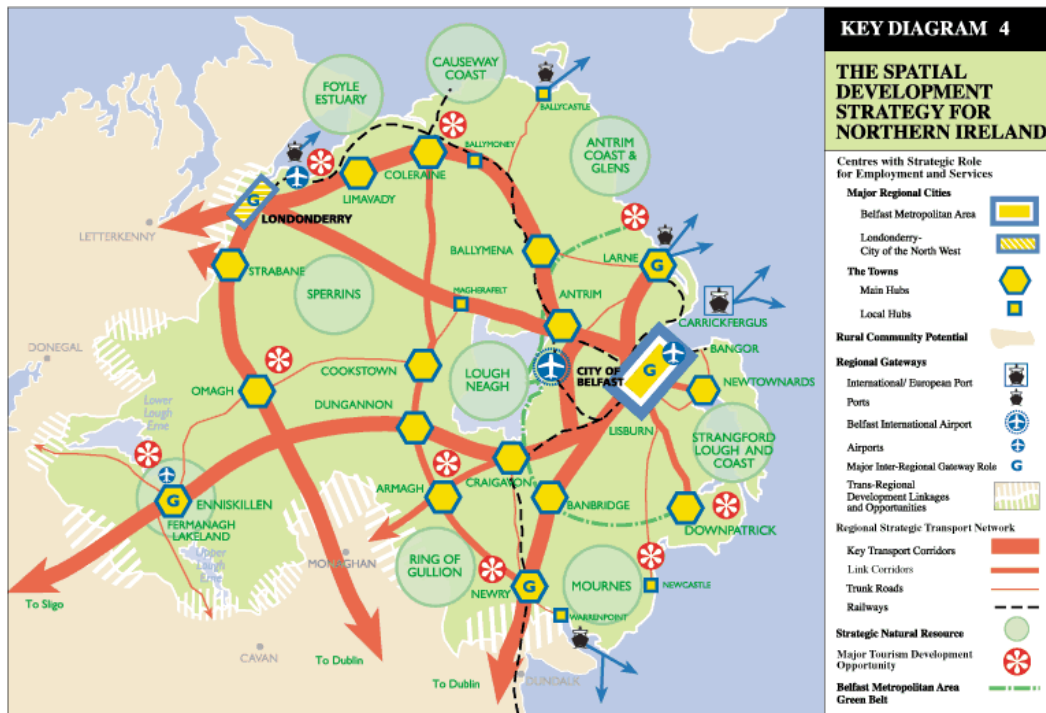 CAUSEWAY
COAST
FOYLE
ESTUARY
BALLYCASTLE
ANTRIM
COAST &
GLENS
BALLYMONEY
COLERAINE
LIMAVADY
G
LONDONDERRY
LETTERKENNY
STRABANE
BALLYMENA
LARNE
G
SPERRINS
MAGHERAFELT
ANTRIM
CARRICKFERGUS
BANGOR
DONEGAL
COOKSTOWN
LOUGH
NEAGH
CITY OF
BELFAST
G
NEWTOWNARDS
OMAGH
Lower
Lough
Erne
DUNGANNON
LISBURN
STRANGFORD
LOUGH AND
COAST
ARMAGH
CRAIGAVON
BANBRIDGE
DOWNPATRICK
G
ENNISKILLEN
FERMANAGH
LAKELAND
Upper
Lough
Erne
MONAGHAN
RING OF
GULLION
NEWRY
G
MOURNES
NEWCASTLE
WARRENPOINT
To Sligo
CAVAN
To Dublin
To Dublin
DUNDALK
KEY DIAGRAM 4
THE SPATIAL
DEVELOPMENT
STRATEGY FOR
NORTHERN IRELAND
Centres with Strategic Role
for Employment and Services
Major Regional Cities
Belfast Metropolitan Area
Londonderry-
City of the North West
The Towns
Main Hubs
Local Hubs
Rural Community Potential
Regional Gateways
International/ European Port
Ports
Belfast International Airport
Airports
Major Inter-Regional Gateway Role G
Trans-Regional
Development Linkages
and Opportunities
Regional Strategic Transport Network
Key Transport Corridors
Link Corridors
Trunk Roads
Railways
Strategic Natural Resource
Major Tourism Development
Opportunity
Belfast Metropolitan Area
Green Belt